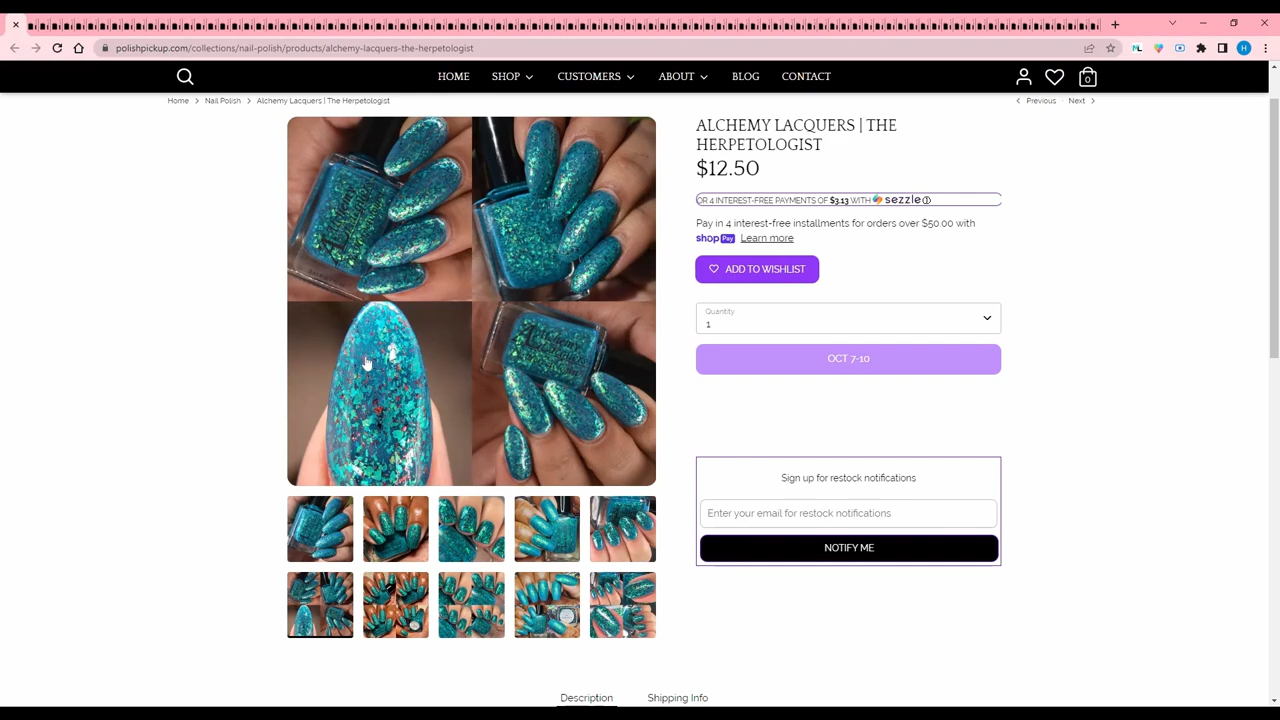 polishpickup.com/collections/nail-polish/products/alchemy-lacquers-the-herpetologist
HOME SHOP CUSTOMERS ABOUT BLOG CONTACT
0
Home > Nail Polish > Alchemy Lacquers | The Herpetologist
Previous · Next
ALCHEMY LACQUERS | THE
HERPETOLOGIST
$12.50
OR 4 INTEREST-FREE PAYMENTS OF $3.13 WITH sezzle
Pay in 4 interest-free installments for orders over $50.00 with
shop Pay Learn more
ADD TO WISHLIST
Quantity
1
OCT 7-10
Sign up for restock notifications
Enter your email for restock notifications
NOTIFY ME
Description Shipping Info